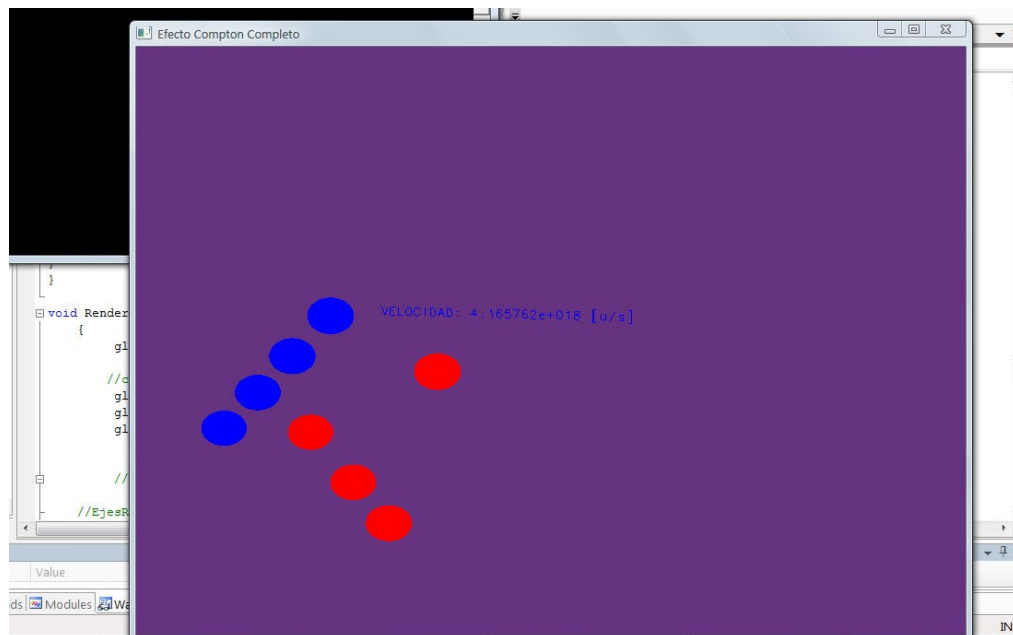 Efecto Compton Completo
}
}
void Render
{
gl
//c
gl
gl
gl
//
//EjesR
VELOCIDAD: 4.165762e+018 [u/s]
Value
ds Modules Wa
IN